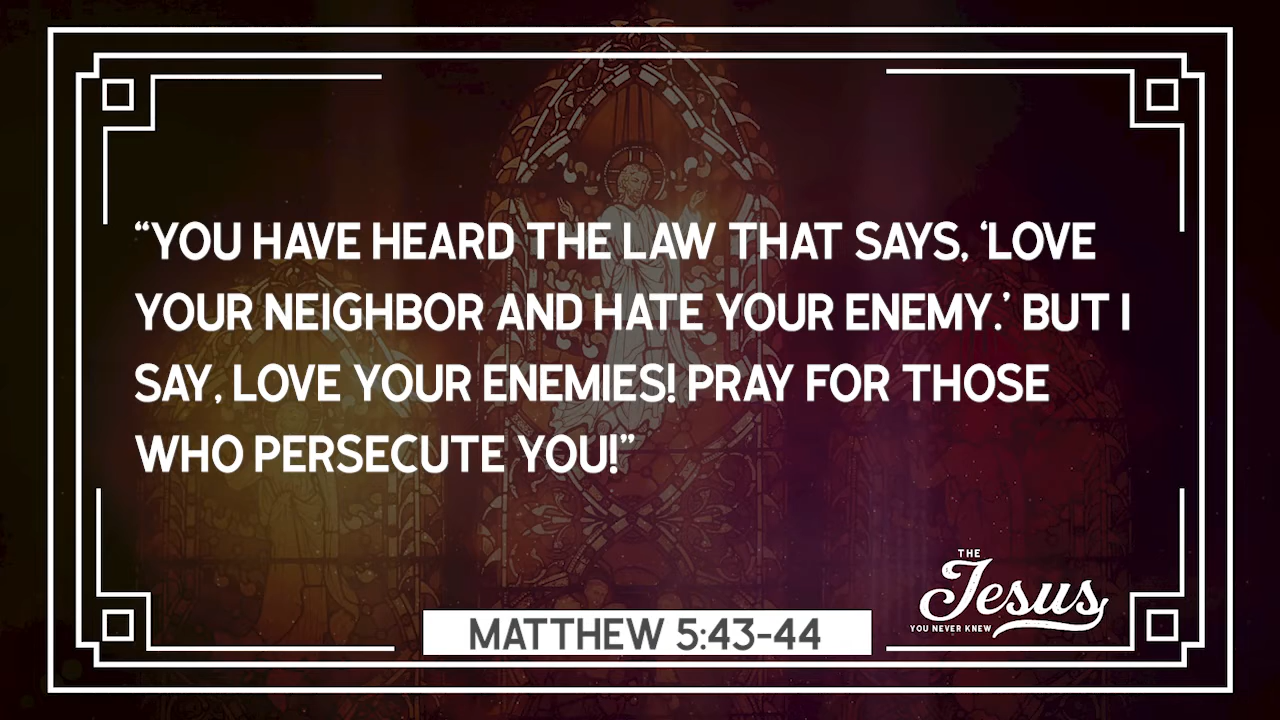 “YOU HAVE HEARD THE LAW THAT SAYS, ‘LOVE
YOUR NEIGHBOR AND HATE YOUR ENEMY.’ BUT I
SAY, LOVE YOUR ENEMIES! PRAY FOR THOSE
WHO PERSECUTE YOU!”
THE
Jesus
YOU NEVER KNEW
MATTHEW 5:43-44